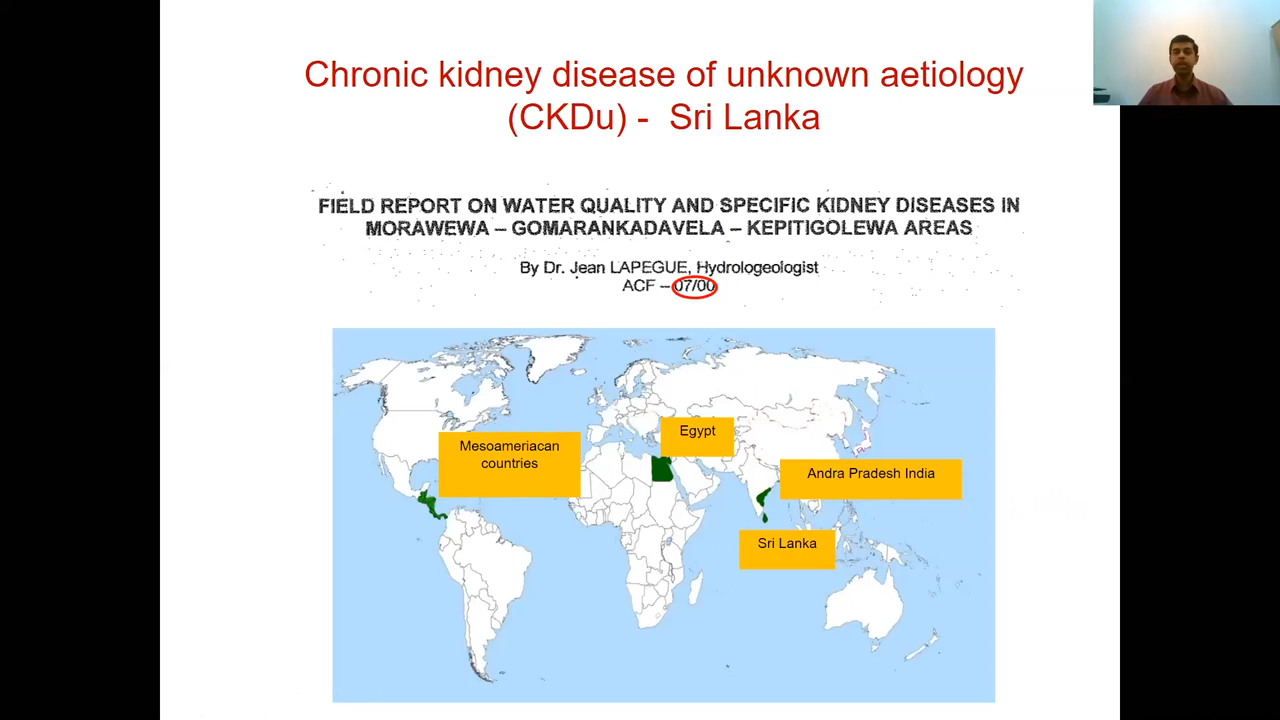 Chronic kidney disease of unknown aetiology
(CKDu) - Sri Lanka
FIELD REPORT ON WATER QUALITY AND SPECIFIC KIDNEY DISEASES IN
MORAWEWA – GOMARANKADAVELA – KEPITIGOLEWA AREAS
By Dr. Jean LAPEGUE, Hydrologeologist
ACF – 07/00
Egypt
Mesoameriacan
countries
Andra Pradesh India
Sri Lanka